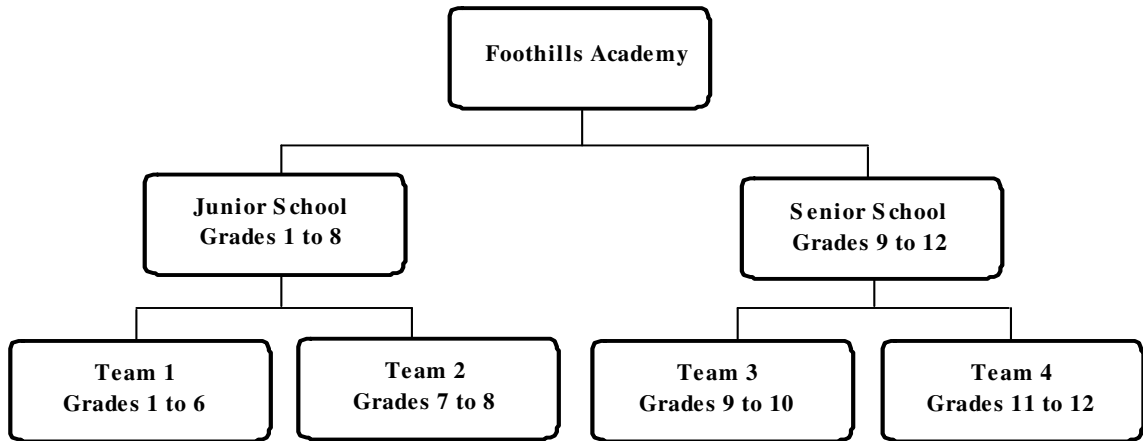 Foothills Academy
Junior School
Grades 1 to 8
Senior School
Grades 9 to 12
Team 1
Grades 1 to 6
Team 2
Grades 7 to 8
Team 3
Grades 9 to 10
Team 4
Grades 11 to 12